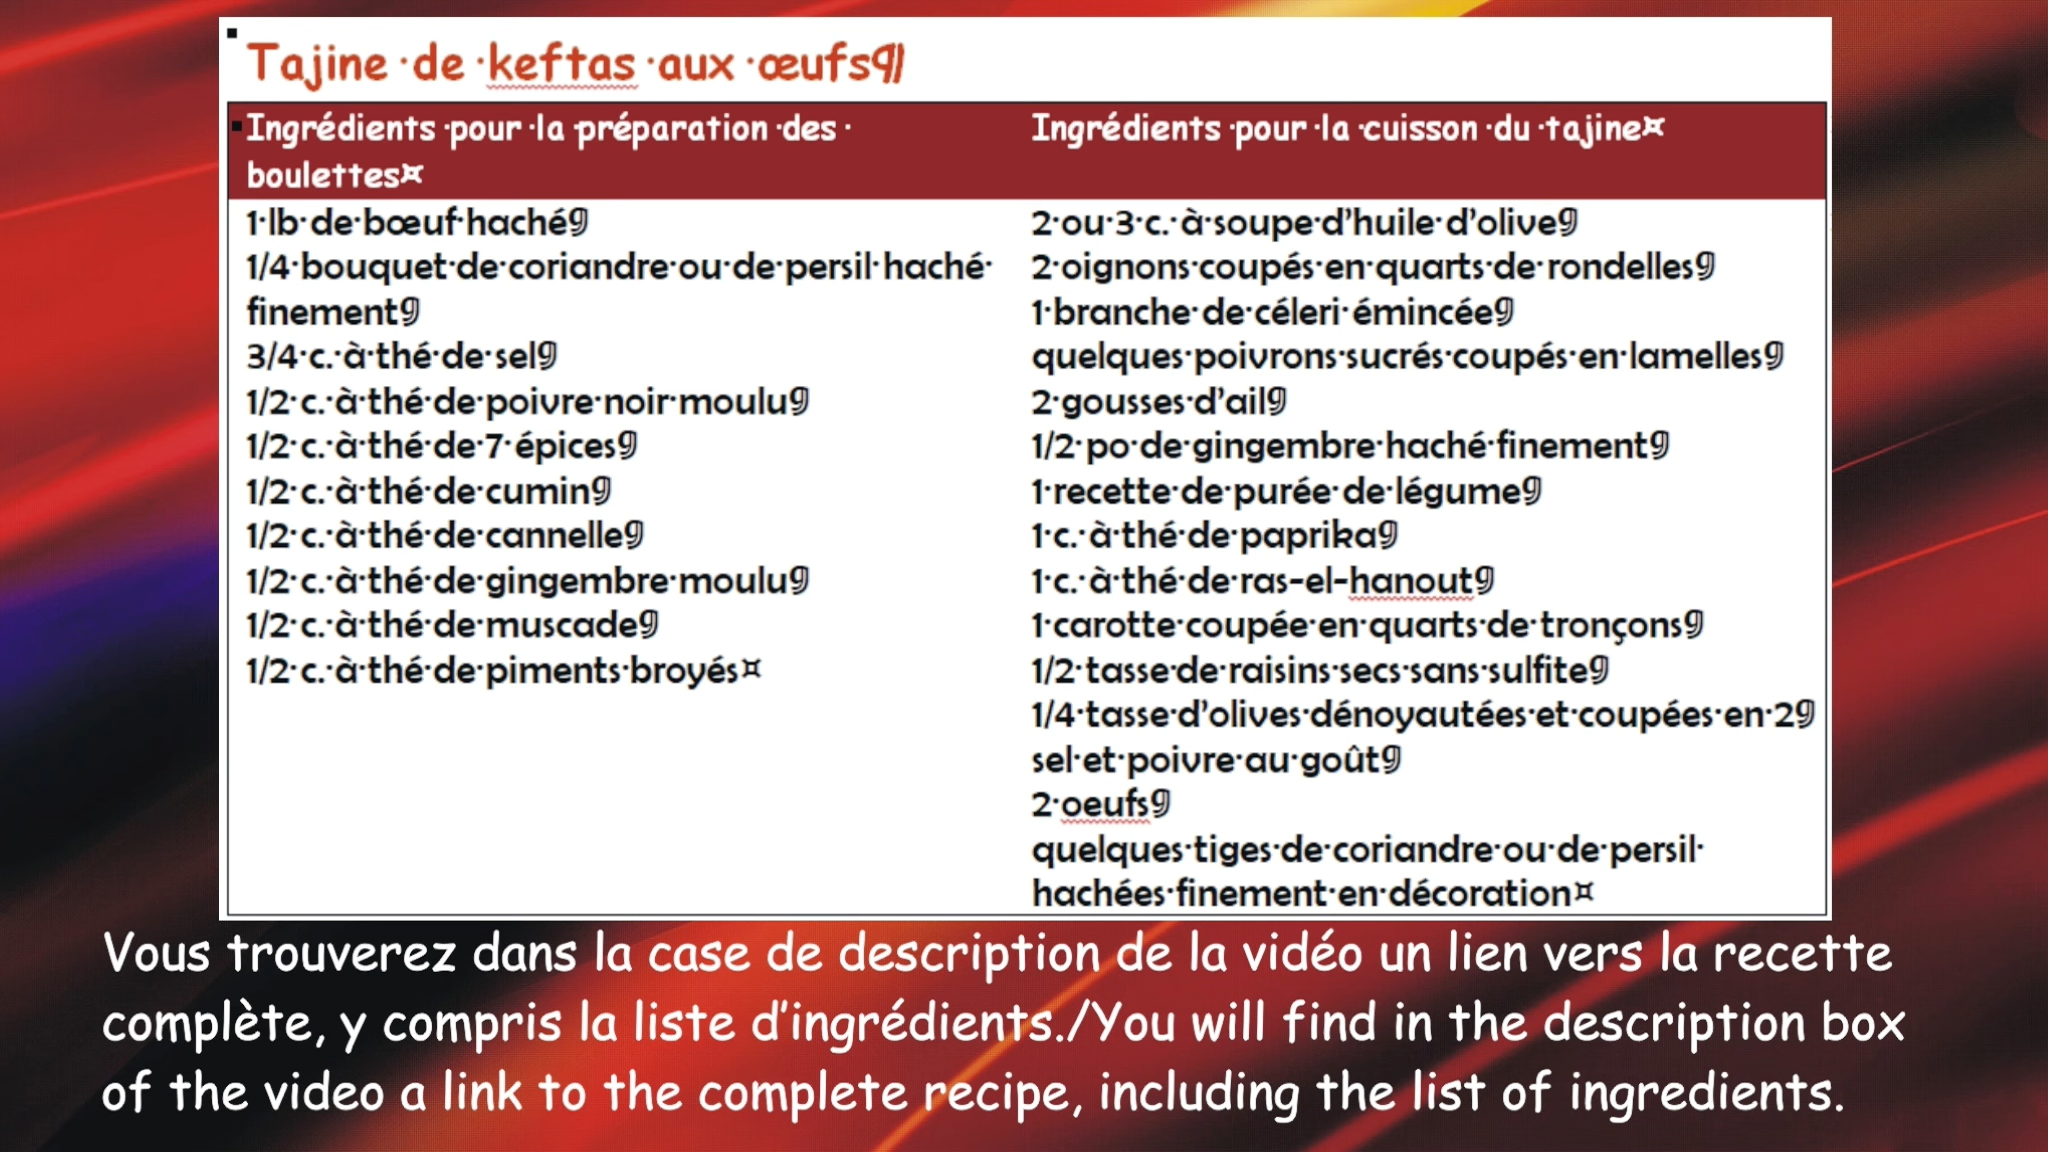 Tajine de keftas aux œufs¶
Ingrédients pour la préparation des
boulettes¤
1 lb de bœuf haché¶
1/4 bouquet de coriandre ou de persil haché
finement¶
3/4 c. à thé de sel¶
1/2 c. à thé de poivre noir moulu¶
1/2 c. à thé de 7 épices¶
1/2 c. à thé de cumin¶
1/2 c. à thé de cannelle¶
1/2 c. à thé de gingembre moulu¶
1/2 c. à thé de muscade¶
1/2 c. à thé de piments broyés¤
Ingrédients pour la cuisson du tajine¤
2 ou 3 c. à soupe d’huile d’olive¶
2 oignons coupés en quarts de rondelles¶
1 branche de céleri émincée¶
quelques poivrons sucrés coupés en lamelles¶
2 gousses d’ail¶
1/2 po de gingembre haché finement¶
1 recette de purée de légume¶
1 c. à thé de paprika¶
1 c. à thé de ras-el-hanout¶
1 carotte coupée en quarts de tronçons¶
1/2 tasse de raisins secs sans sulfite¶
1/4 tasse d’olives dénoyautées et coupées en 2¶
sel et poivre au goût¶
2 oeufs¶
quelques tiges de coriandre ou de persil
hachées finement en décoration¤
Vous trouverez dans la case de description de la vidéo un lien vers la recette
complète, y compris la liste d’ingrédients./You will find in the description box
of the video a link to the complete recipe, including the list of ingredients.